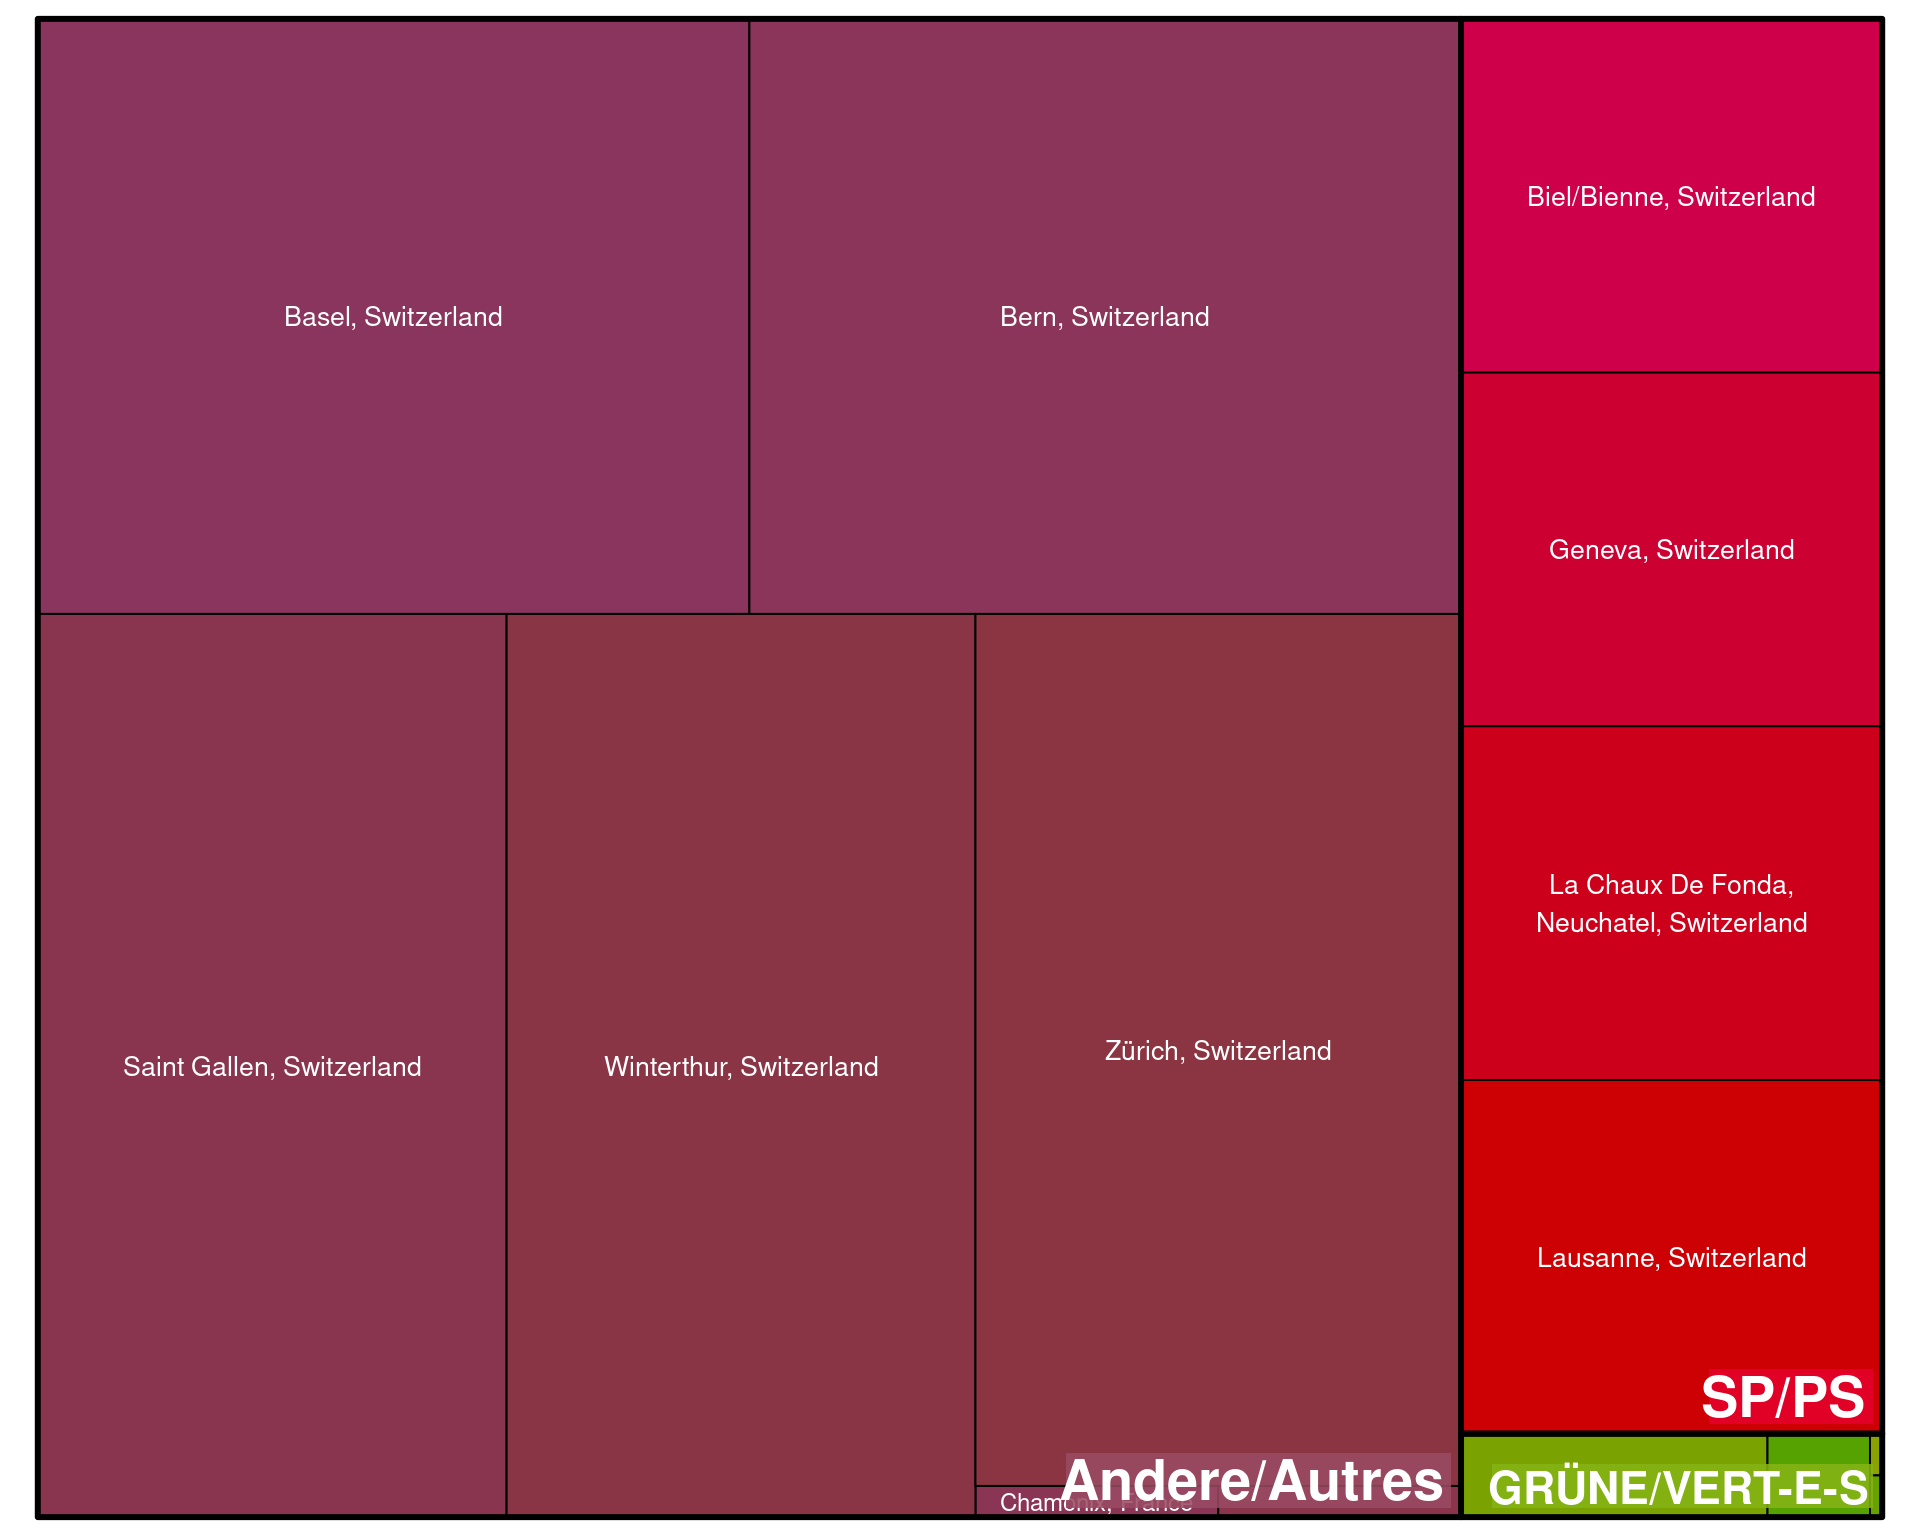 Basel, Switzerland
Bern, Switzerland
Saint Gallen, Switzerland
Winterthur, Switzerland
Zürich, Switzerland
Chamonix, France
Andere/Autres
Biel/Bienne, Switzerland
Geneva, Switzerland
La Chaux De Fonda,
Neuchatel, Switzerland
Lausanne, Switzerland
SP/PS
GRÜNE/VERT-E-S